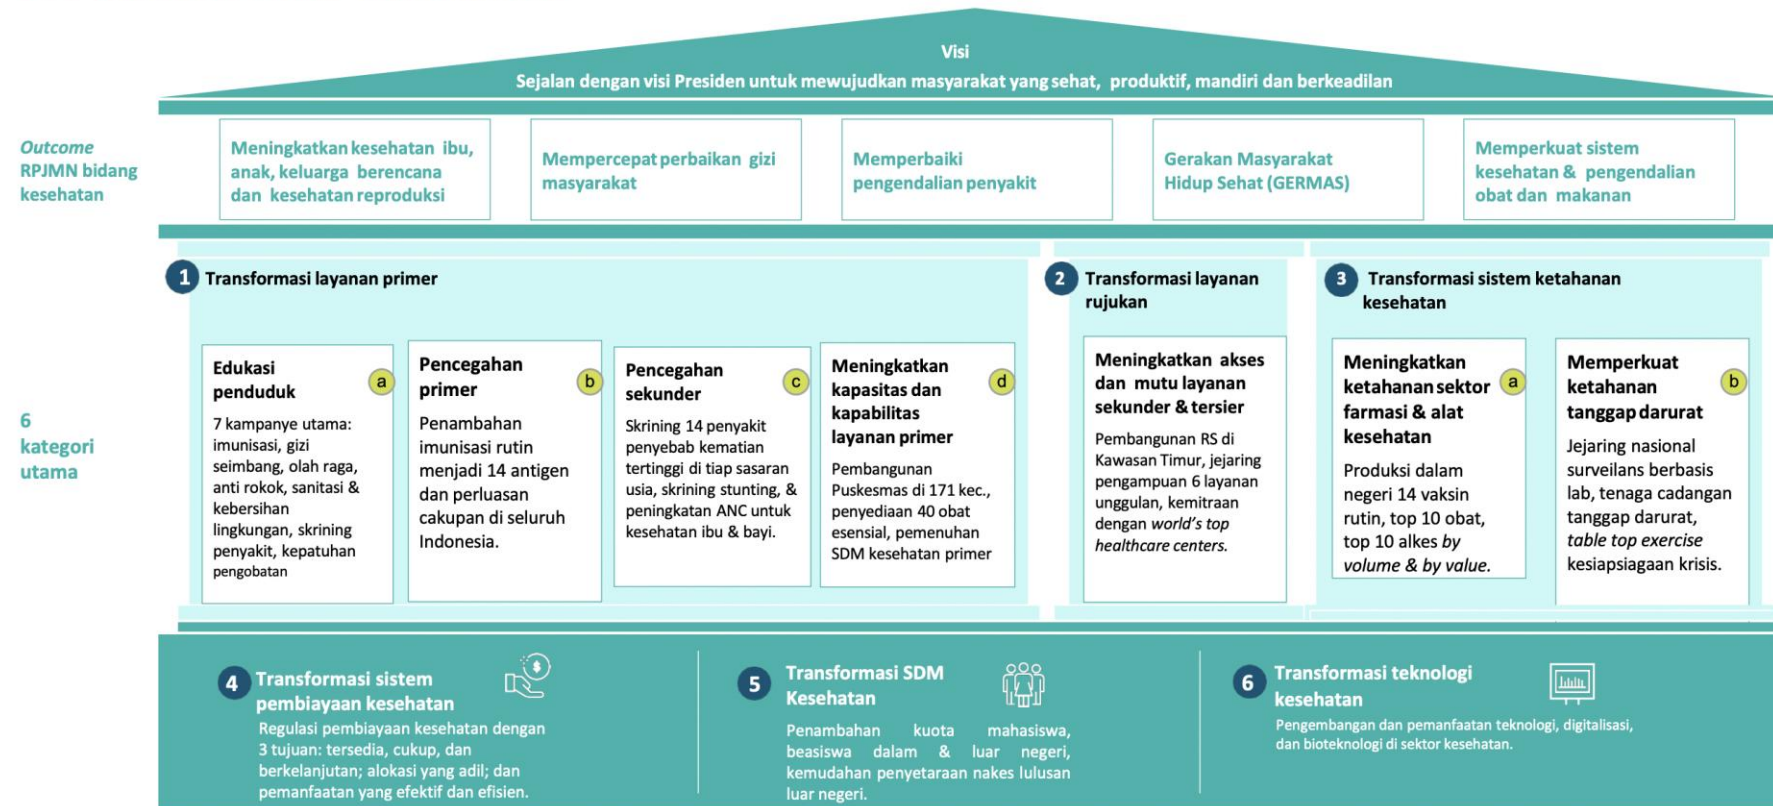 Visi
Sejalan dengan visi Presiden untuk mewujudkan masyarakat yang sehat, produktif, mandiri dan berkeadilan
Outcome
RPJMN bidang
kesehatan
Meningkatkan kesehatan ibu,
anak, keluarga berencana
dan kesehatan reproduksi
Mempercepat perbaikan gizi
masyarakat
Memperbaiki
pengendalian penyakit
Gerakan Masyarakat
Hidup Sehat (GERMAS)
Memperkuat sistem
kesehatan & pengendalian
obat dan makanan
6
kategori
utama
1
Transformasi layanan primer
Edukasi
penduduk
a
7 kampanye utama:
imunisasi, gizi
seimbang, olah raga,
anti rokok, sanitasi &
kebersihan
lingkungan, skrining
penyakit, kepatuhan
pengobatan
Pencegahan
primer
b
Penambahan
imunisasi rutin
menjadi 14 antigen
dan perluasan
cakupan di seluruh
Indonesia.
Pencegahan
sekunder
c
Skrining 14 penyakit
penyebab kematian
tertinggi di tiap sasaran
usia, skrining stunting, &
peningkatan ANC untuk
kesehatan ibu & bayi.
Meningkatkan
kapasitas dan
kapabilitas
layanan primer
d
Pembangunan
Puskesmas di 171 kec.,
penyediaan 40 obat
esensial, pemenuhan
SDM kesehatan primer
2
Transformasi layanan
rujukan
Meningkatkan akses
dan mutu layanan
sekunder & tersier
Pembangunan RS di
Kawasan Timur, jejaring
pengampuan 6 layanan
unggulan, kemitraan
dengan world's top
healthcare centers.
3
Transformasi sistem ketahanan
kesehatan
Meningkatkan
ketahanan sektor
farmasi & alat
kesehatan
a
Produksi dalam
negeri 14 vaksin
rutin, top 10 obat,
top 10 alkes by
volume & by value.
Memperkuat
ketahanan
tanggap darurat
b
Jejaring nasional
surveilans berbasis
lab, tenaga cadangan
tanggap darurat,
table top exercise
kesiapsiagaan krisis.
4
Transformasi sistem
pembiayaan kesehatan
Regulasi pembiayaan kesehatan dengan
3 tujuan: tersedia, cukup, dan
berkelanjutan; alokasi yang adil; dan
pemanfaatan yang efektif dan efisien.
5
Transformasi SDM
Kesehatan
Penambahan kuota mahasiswa,
beasiswa dalam & luar negeri,
kemudahan penyetaraan nakes lulusan
luar negeri.
6
Transformasi teknologi
kesehatan
Pengembangan dan pemanfaatan teknologi, digitalisasi,
dan bioteknologi di sektor kesehatan.